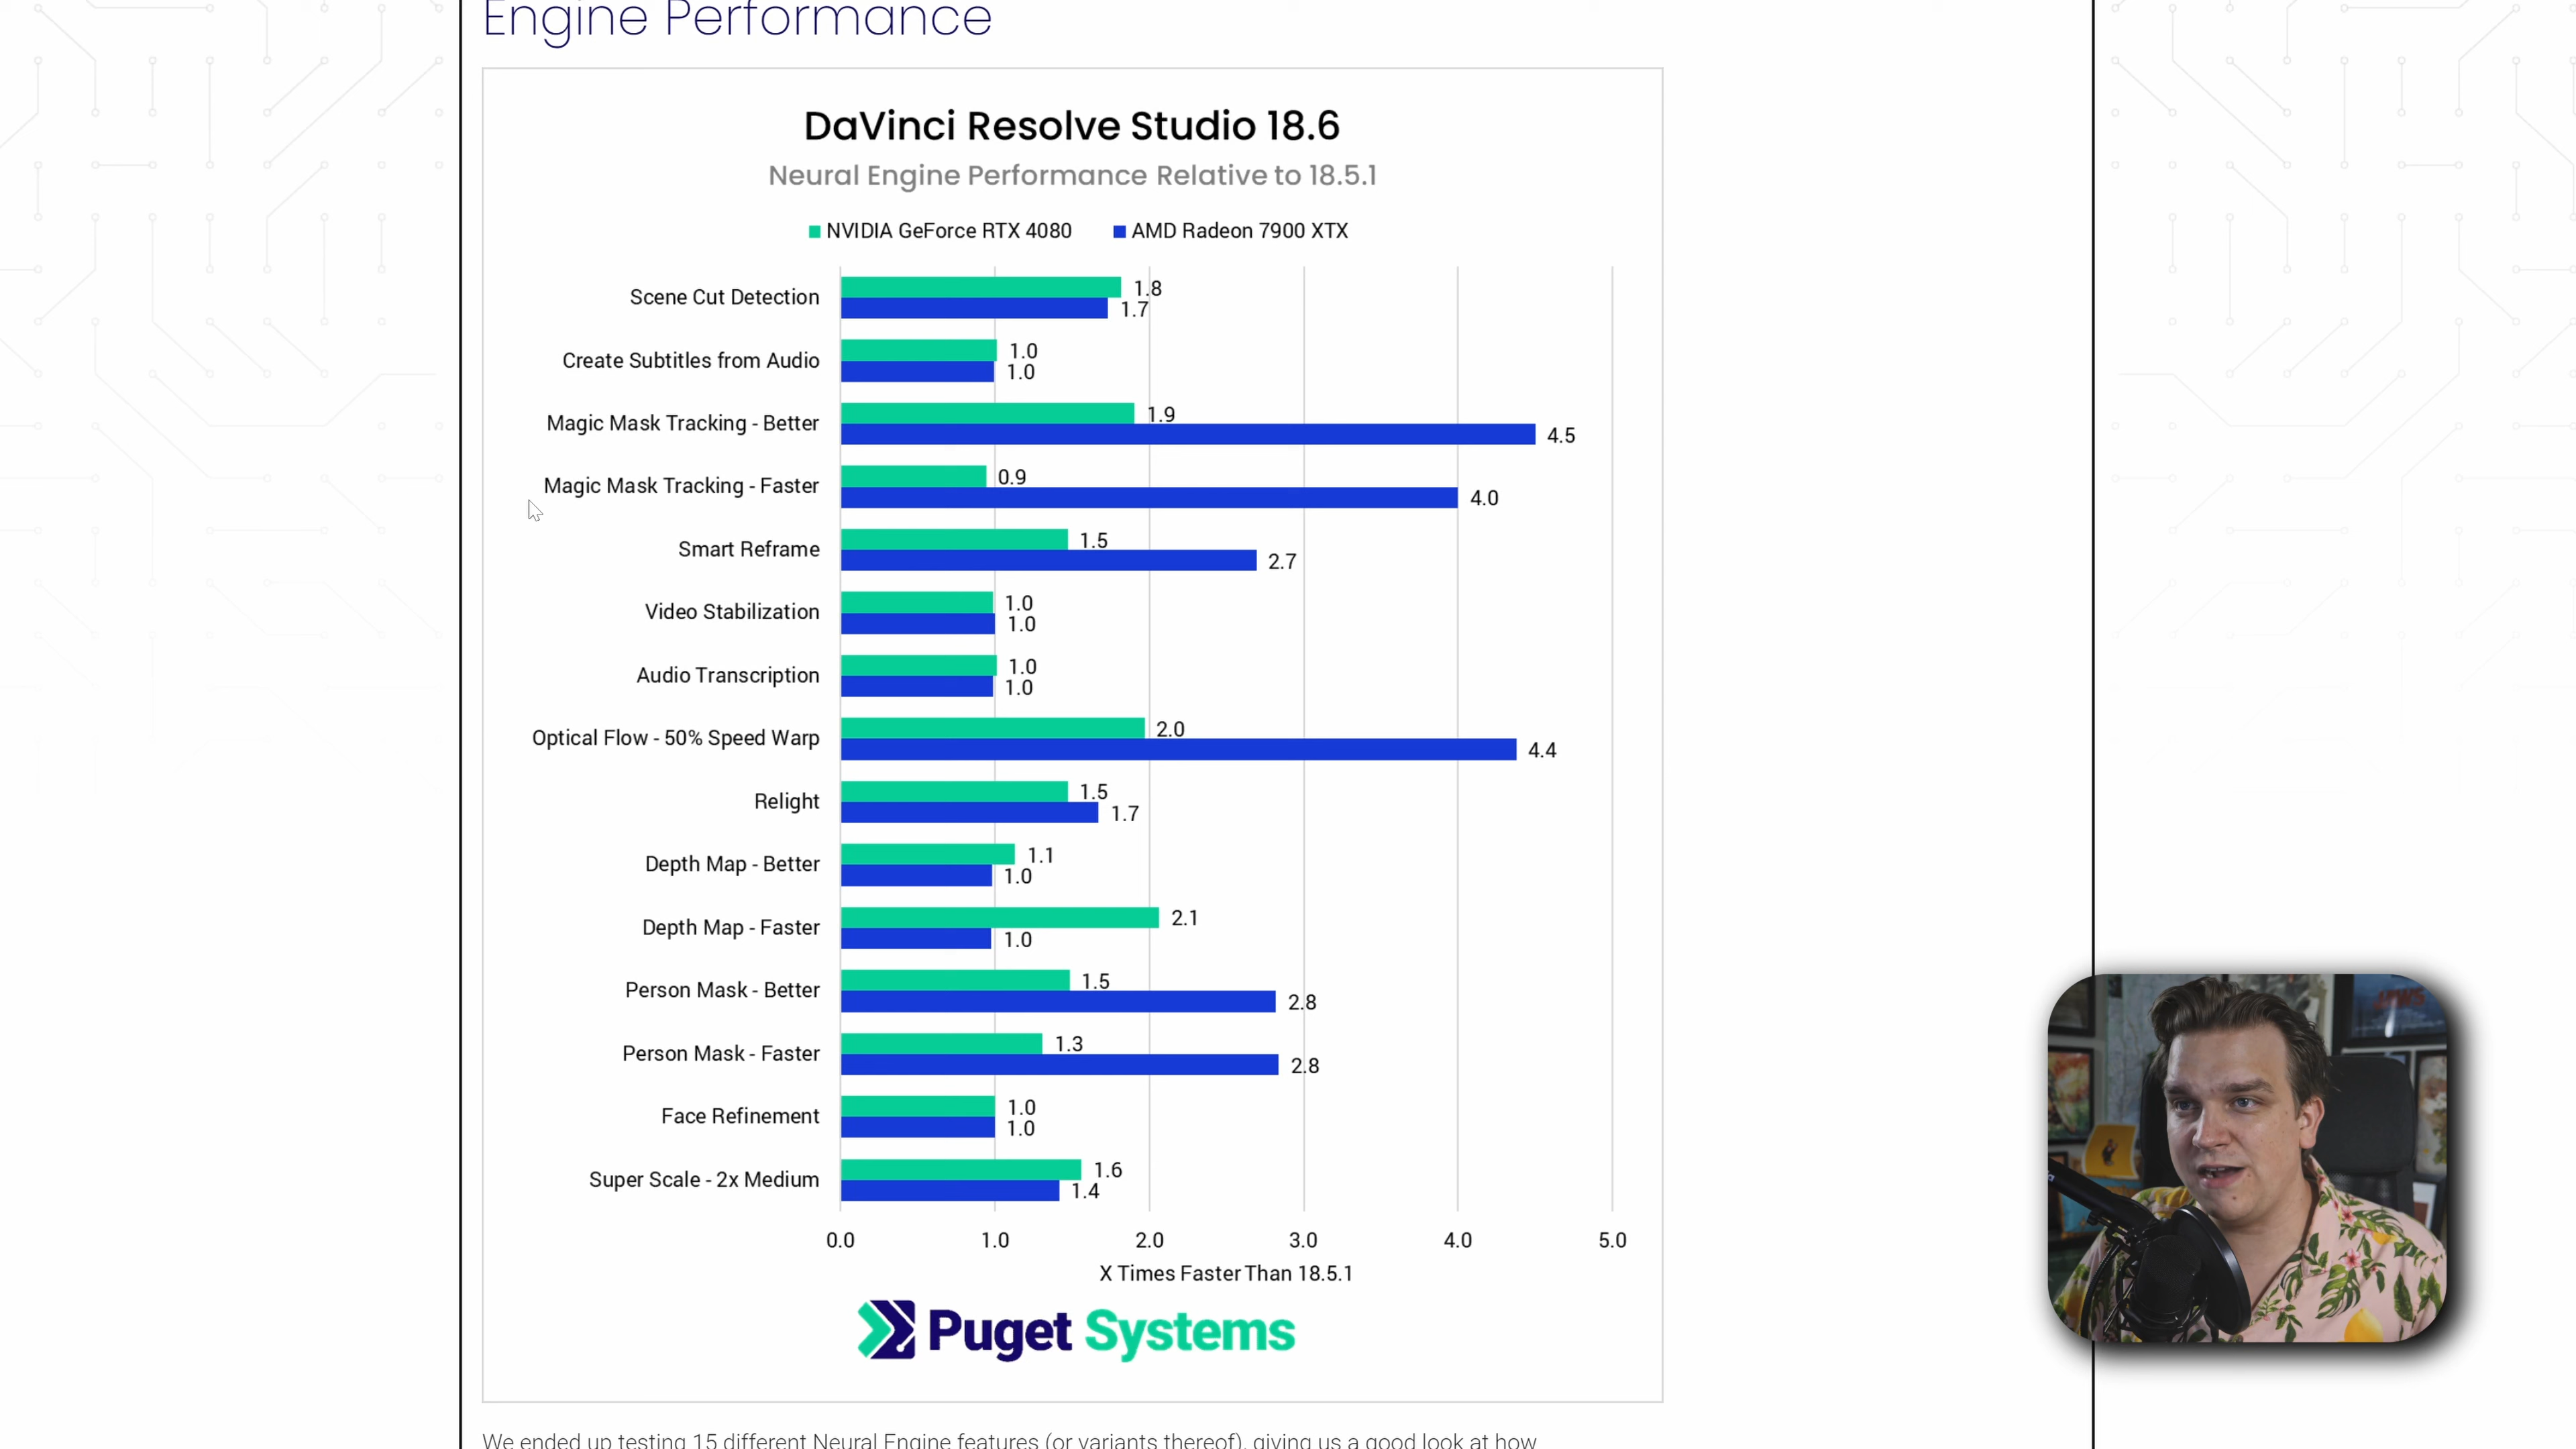 Engine Performance
DaVinci Resolve Studio 18.6
Neural Engine Performance Relative to 18.5.1
NVIDIA GeForce RTX 4080 AMD Radeon 7900 XTX
Scene Cut Detection 1.8 1.7
Create Subtitles from Audio 1.0 1.0
Magic Mask Tracking - Better 1.9 4.5
Magic Mask Tracking - Faster 0.9 4.0
Smart Reframe 1.5 2.7
Video Stabilization 1.0 1.0
Audio Transcription 1.0 1.0
Optical Flow - 50% Speed Warp 2.0 4.4
Relight 1.5 1.7
Depth Map - Better 1.1 1.0
Depth Map - Faster 2.1 1.0
Person Mask - Better 1.5 2.8
Person Mask - Faster 1.3 2.8
Face Refinement 1.0 1.0
Super Scale - 2x Medium 1.6 1.4
0.0 1.0 2.0 3.0 4.0 5.0
X Times Faster Than 18.5.1
Puget Systems
We ended up testing 15 different Neural Engine features (or variants thereof), giving us a good look at how